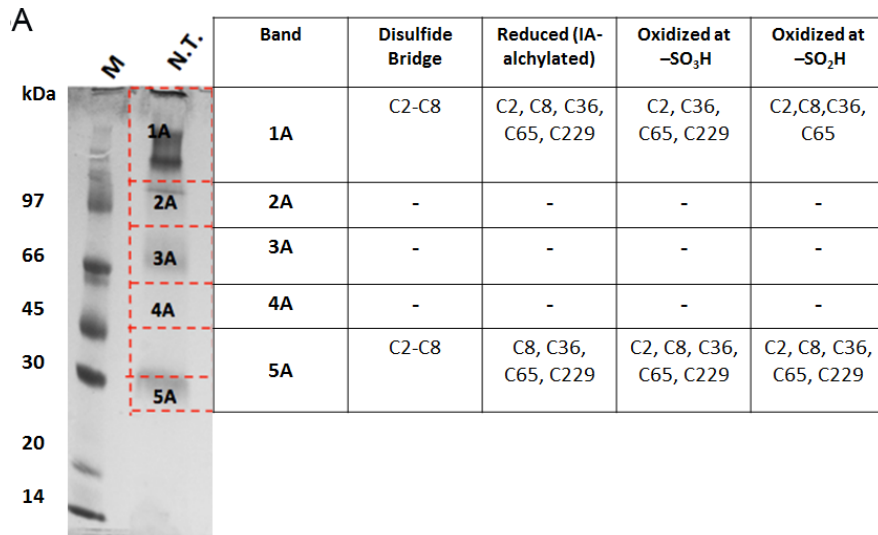 A
M
N.T.
kDa
97
66
45
30
20
14
1A
2A
3A
4A
5A
Band
Disulfide
Bridge
Reduced (IA-
alchylated)
Oxidized at
–SO₃H
Oxidized at
–SO₂H
1A
C2-C8
C2, C8, C36,
C65, C229
C2, C36,
C65, C229
C2,C8,C36,
C65
2A
-
-
-
-
3A
-
-
-
-
4A
-
-
-
-
5A
C2-C8
C8, C36,
C65, C229
C2, C8, C36,
C65, C229
C2, C8, C36,
C65, C229